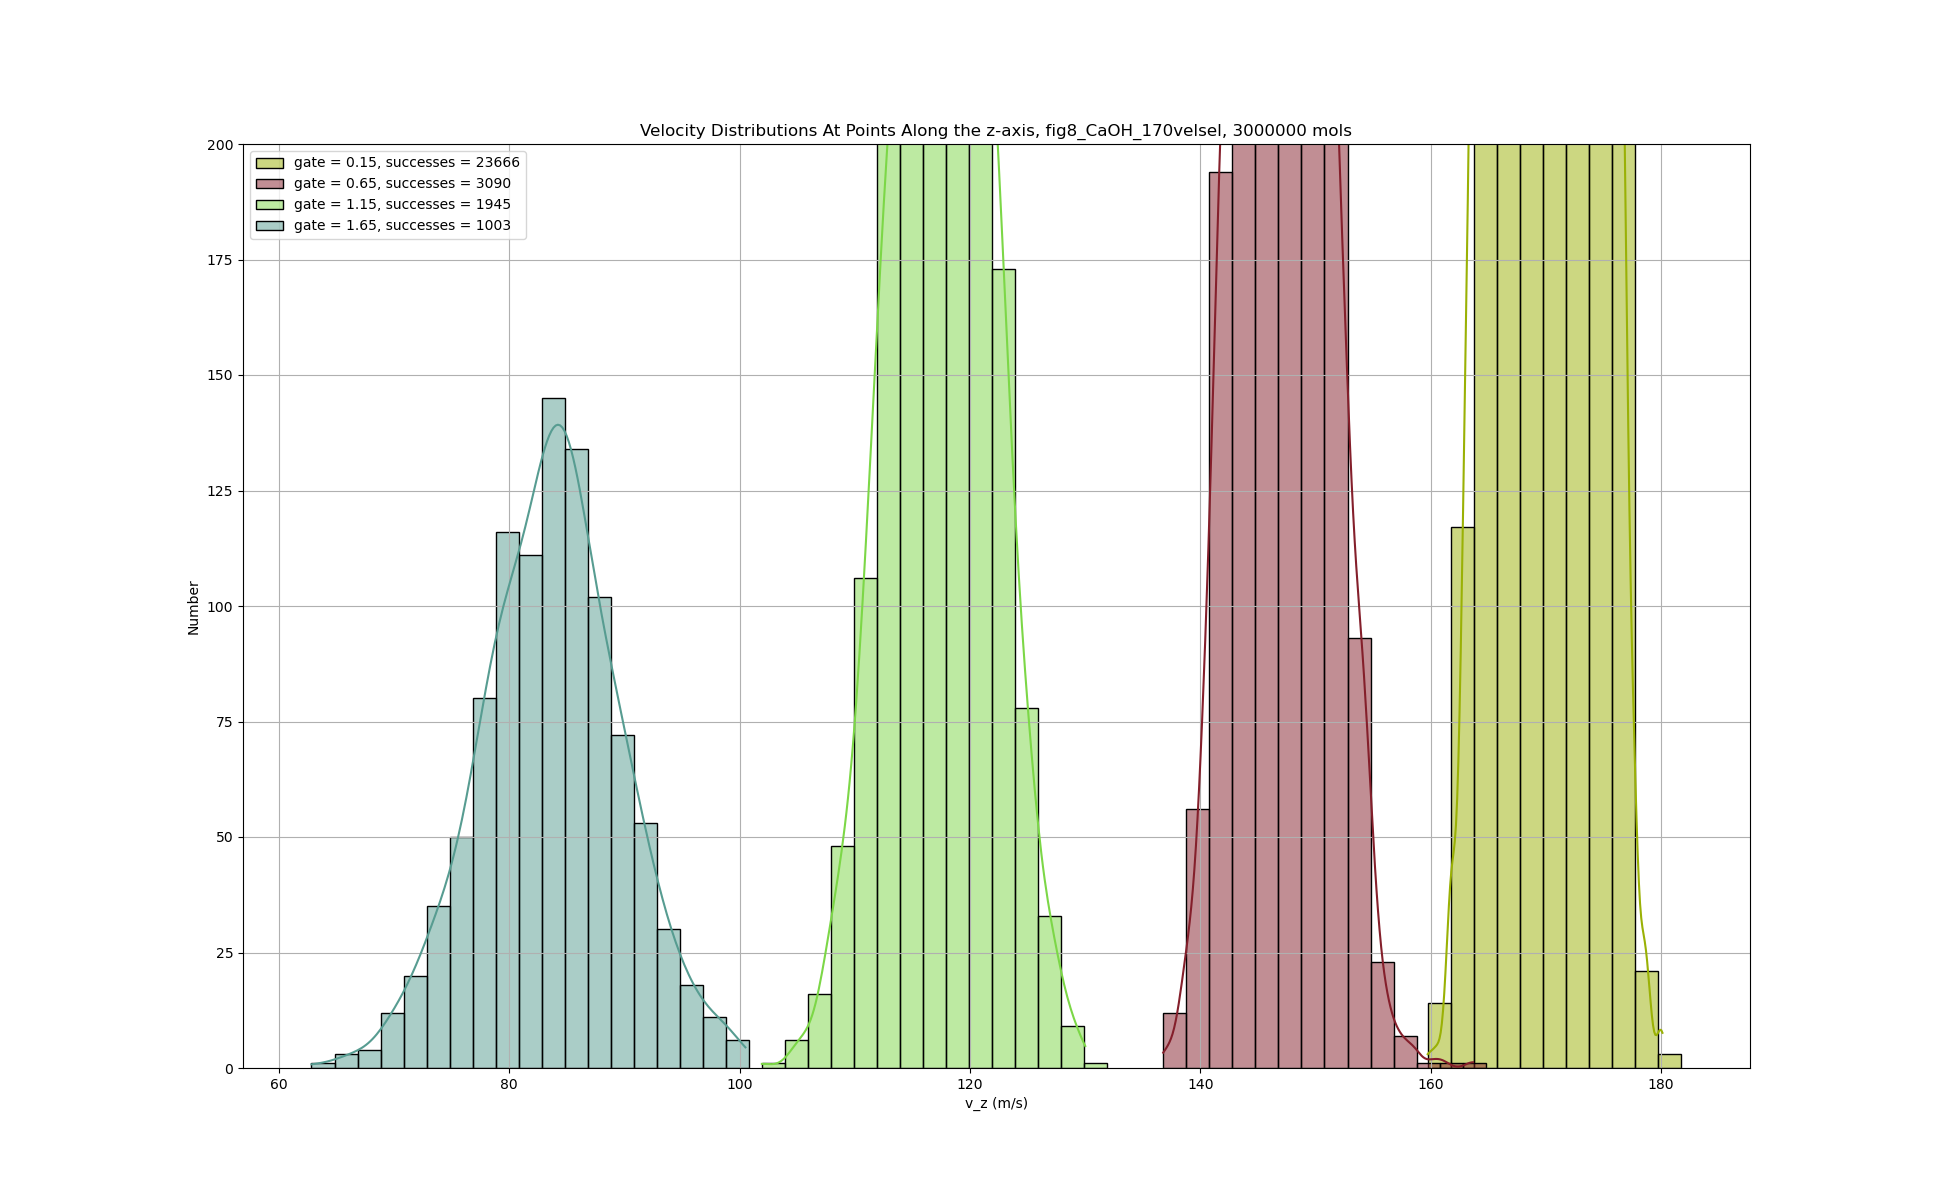 Velocity Distributions At Points Along the z-axis, fig8_CaOH_170velsel, 3000000 mols
gate = 0.15, successes = 23666
gate = 0.65, successes = 3090
gate = 1.15, successes = 1945
gate = 1.65, successes = 1003
200
175
150
125
100
75
50
25
0
Number
60 80 100 120 140 160 180
v_z (m/s)